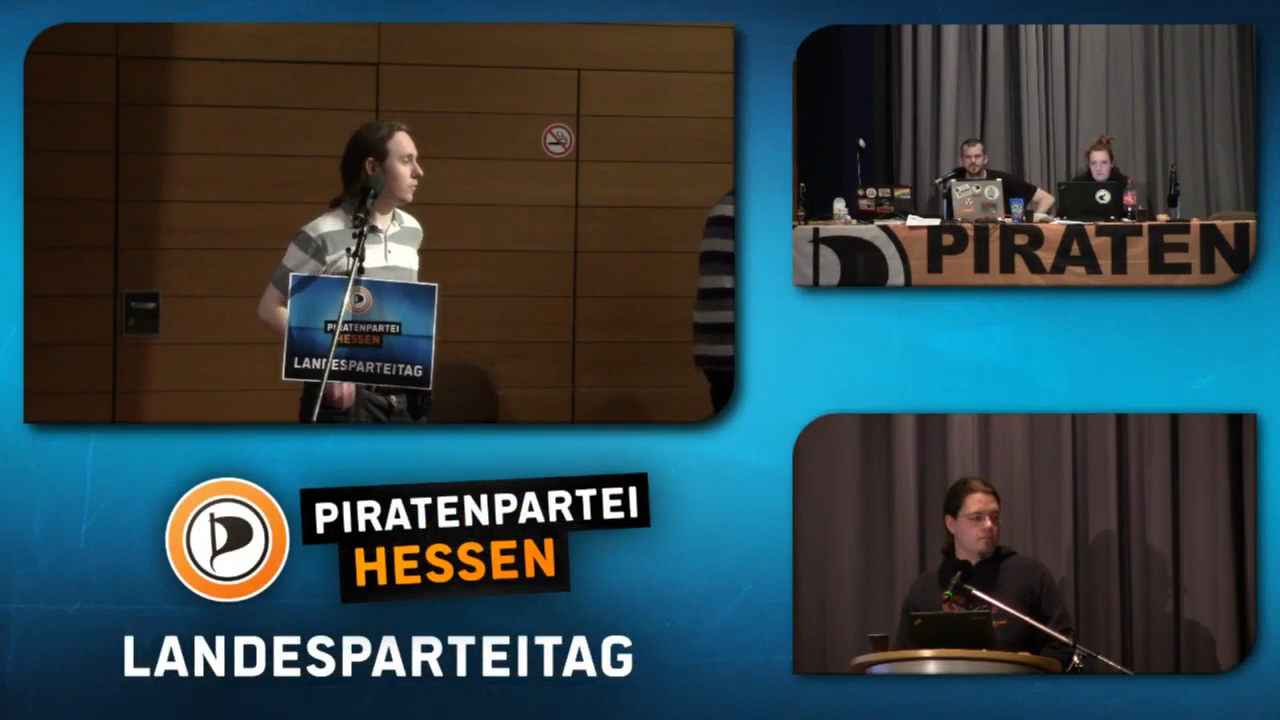 PIRATENPARTEI
HESSEN
LANDESPARTEITAG
PIRATEN
PIRATENPARTEI
HESSEN
LANDESPARTEITAG